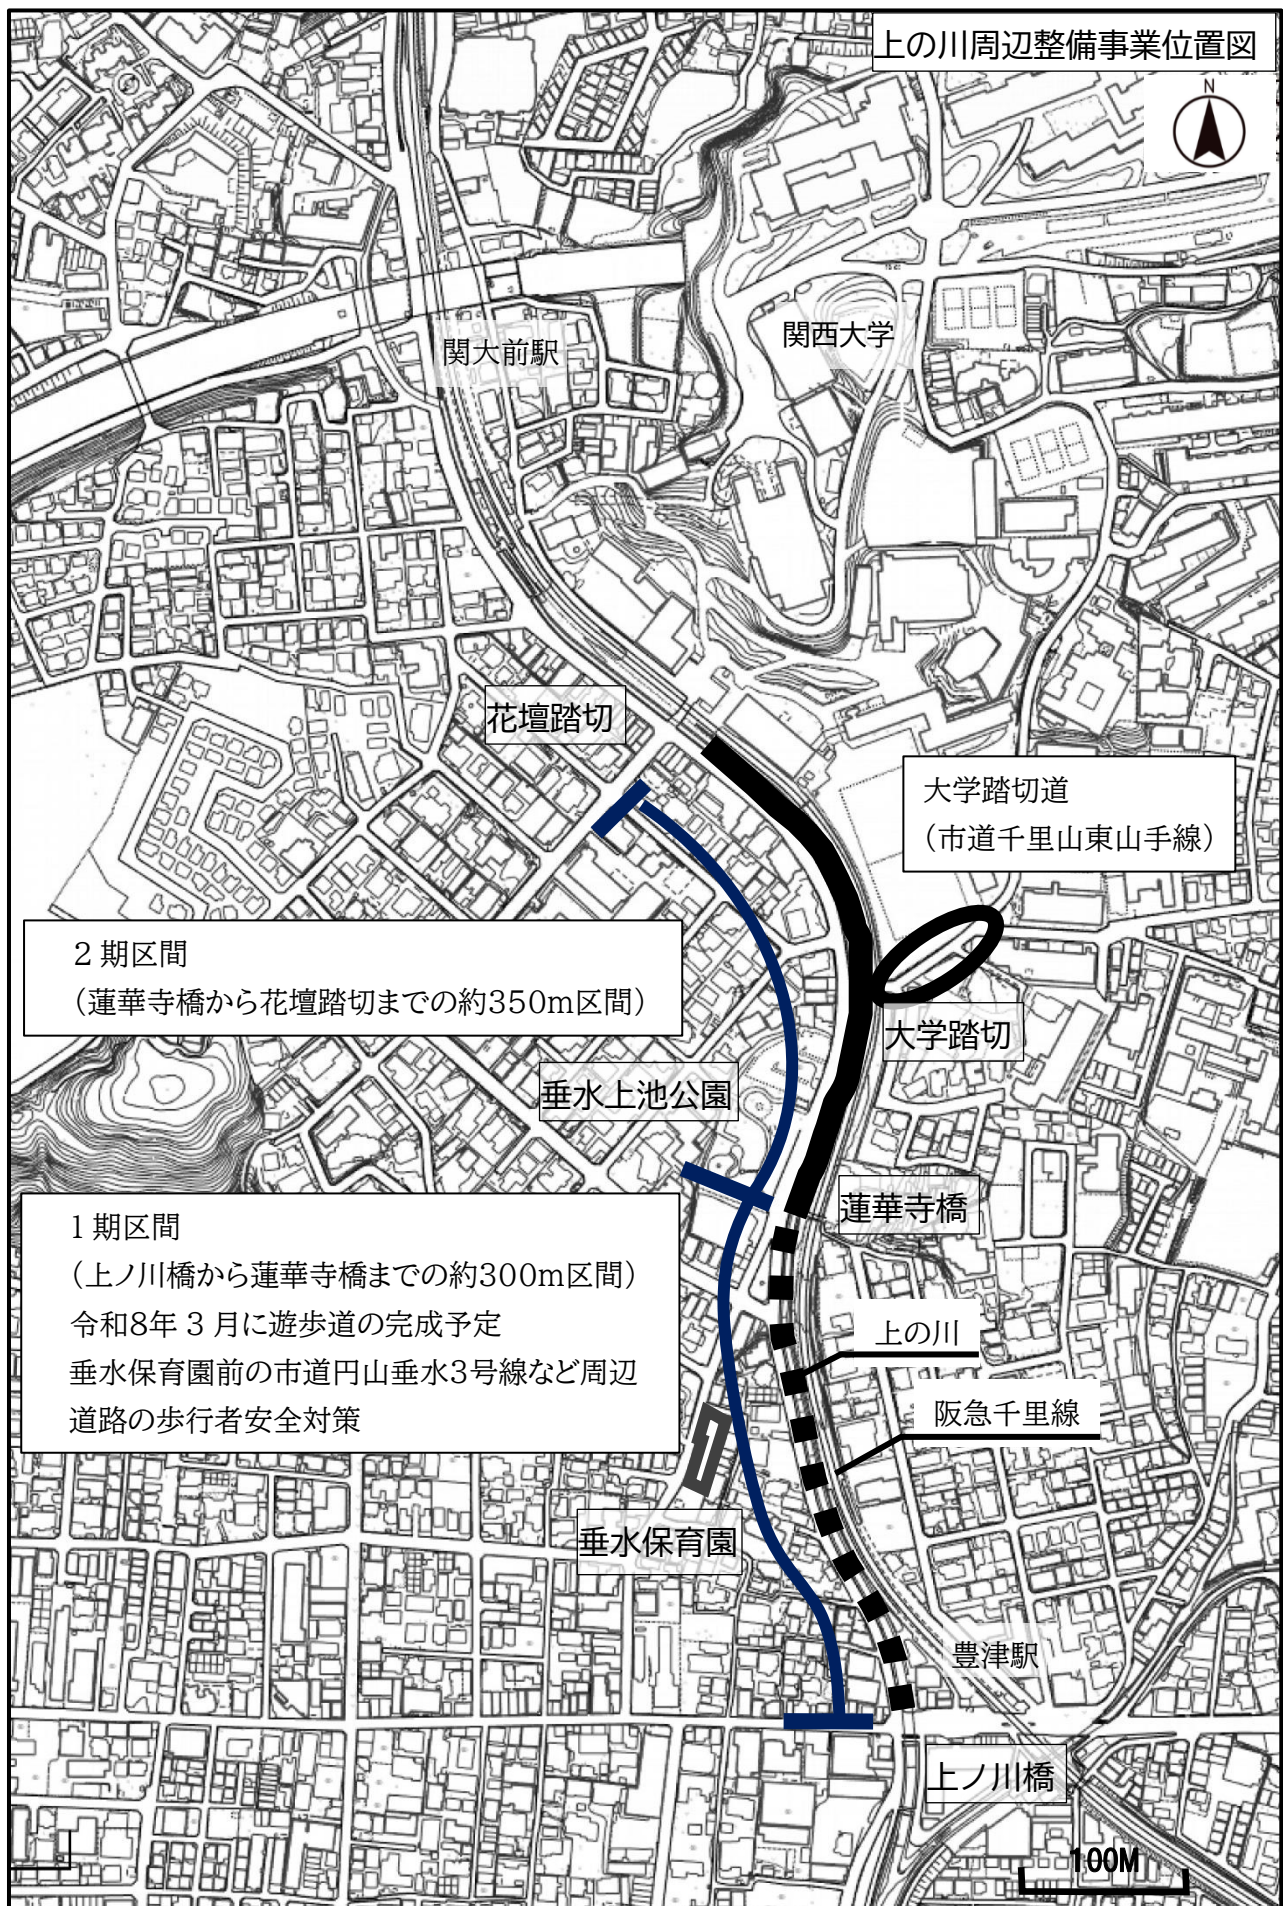 上の川周辺整備事業位置図
N
関大前駅
関西大学
花壇踏切
大学踏切道
（市道千里山東山手線）
２期区間
（蓮華寺橋から花壇踏切までの約350m区間）
大学踏切
垂水上池公園
蓮華寺橋
１期区間
（上ノ川橋から蓮華寺橋までの約300m区間）
令和8年３月に遊歩道の完成予定
垂水保育園前の市道円山垂水3号線など周辺
道路の歩行者安全対策
上の川
阪急千里線
垂水保育園
豊津駅
上ノ川橋
100M